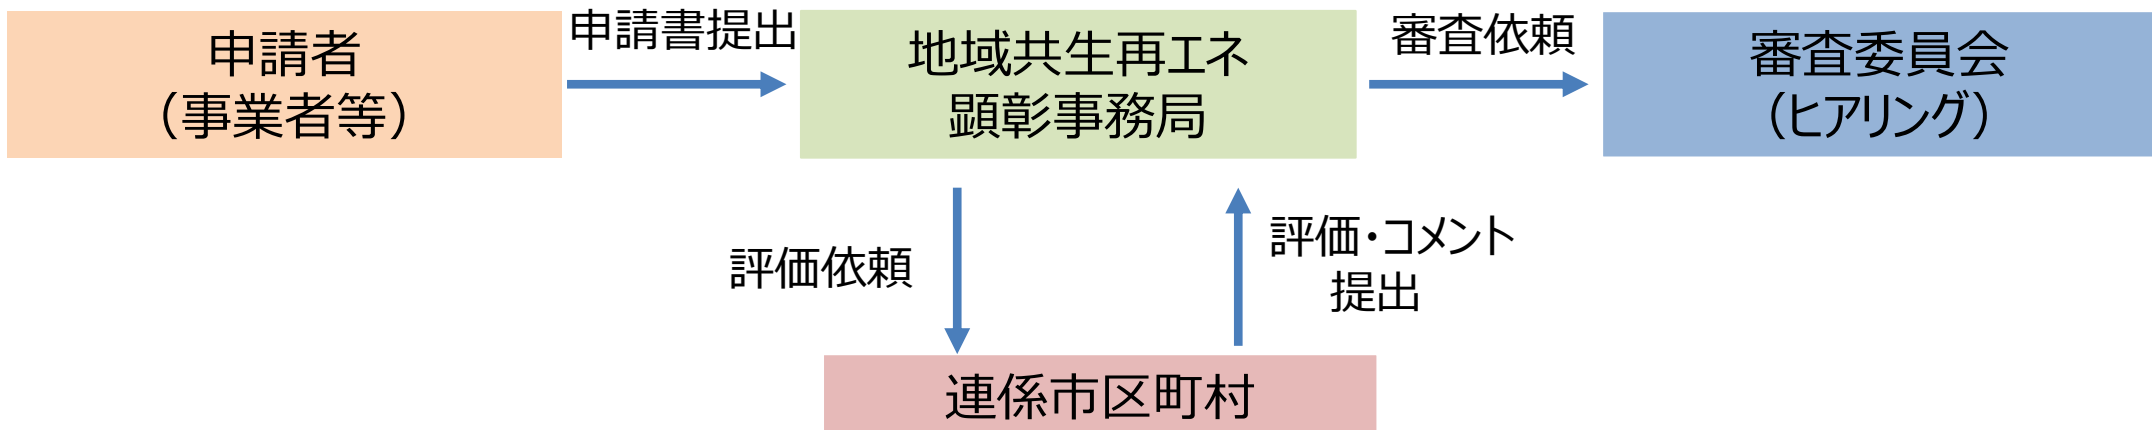 申請者
（事業者等）
申請書提出
地域共生再エネ
顕彰事務局
審査依頼
審査委員会
（ヒアリング）
評価依頼
評価・コメント
提出
連係市区町村